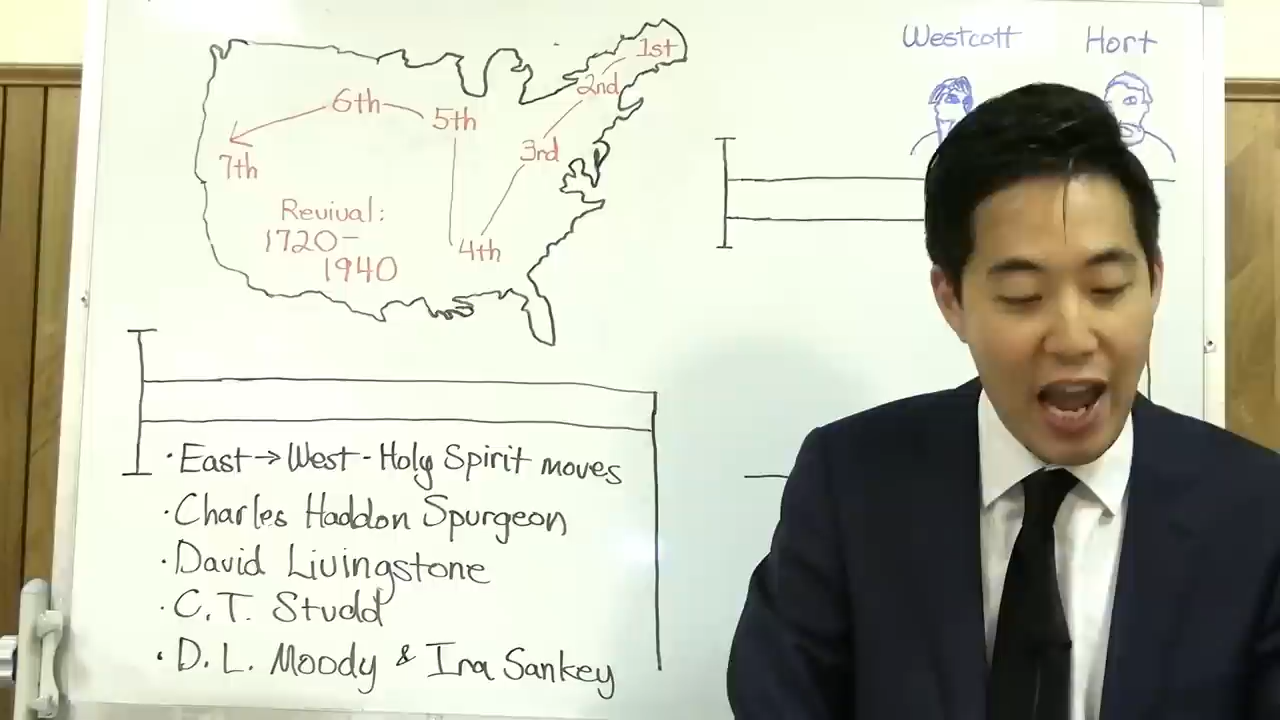 1st
2nd
3rd
4th
5th
6th
7th
Revival:
1720-
1940
Westcott Hort
· East → West - Holy Spirit moves
· Charles Haddon Spurgeon
· David Livingstone
· C.T. Studd
· D. L. Moody & Ira Sankey